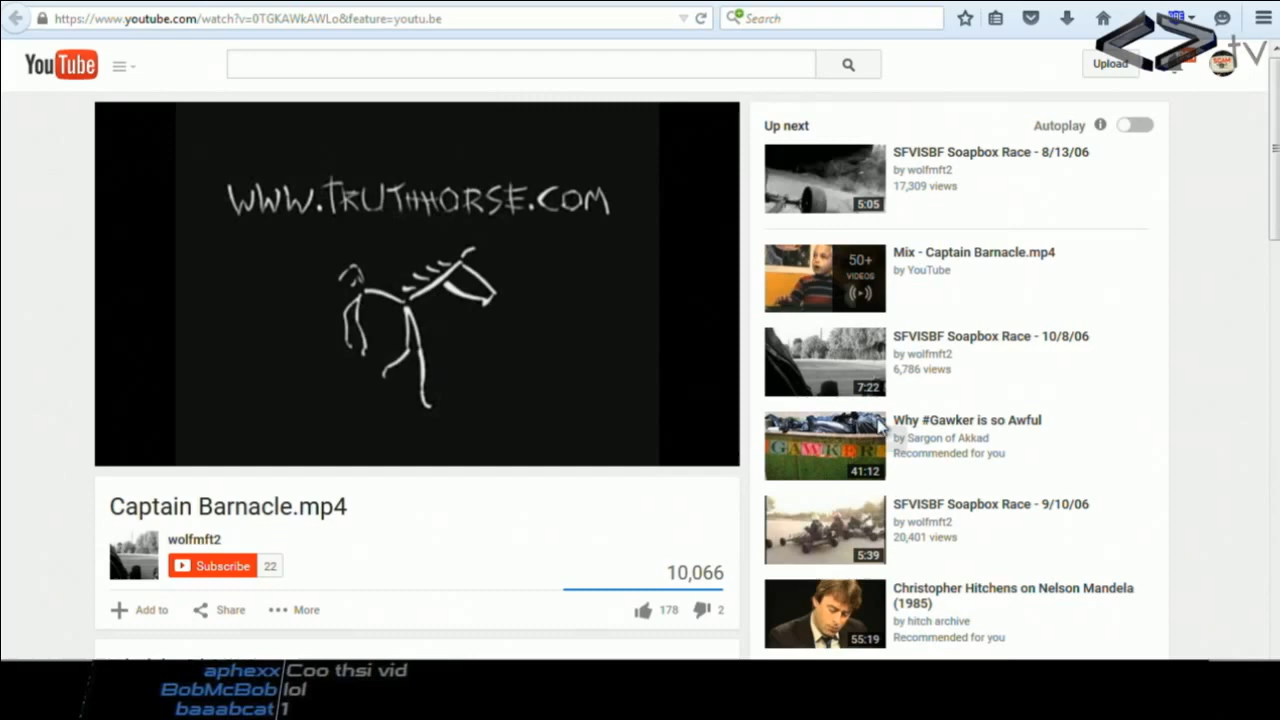 https://www.youtube.com/watch?v=0TGKAWkAWLo&feature=youtu.be
Search
tv
YouTube
Upload
WWW.TRUTHHORSE.COM
Captain Barnacle.mp4
wolfmft2
Subscribe 22
10,066
Add to Share More 178 2
Up next Autoplay
SFVISBF Soapbox Race - 8/13/06
by wolfmft2
17,309 views
5:05
Mix - Captain Barnacle.mp4
by YouTube
50+
VIDEOS
SFVISBF Soapbox Race - 10/8/06
by wolfmft2
6,786 views
7:22
Why #Gawker is so Awful
by Sargon of Akkad
Recommended for you
GAWKER
41:12
SFVISBF Soapbox Race - 9/10/06
by wolfmft2
20,401 views
5:39
Christopher Hitchens on Nelson Mandela
(1985)
by hitch archive
Recommended for you
55:19
aphexx Coo thsi vid
BobMcBob lol
baaabcat 1